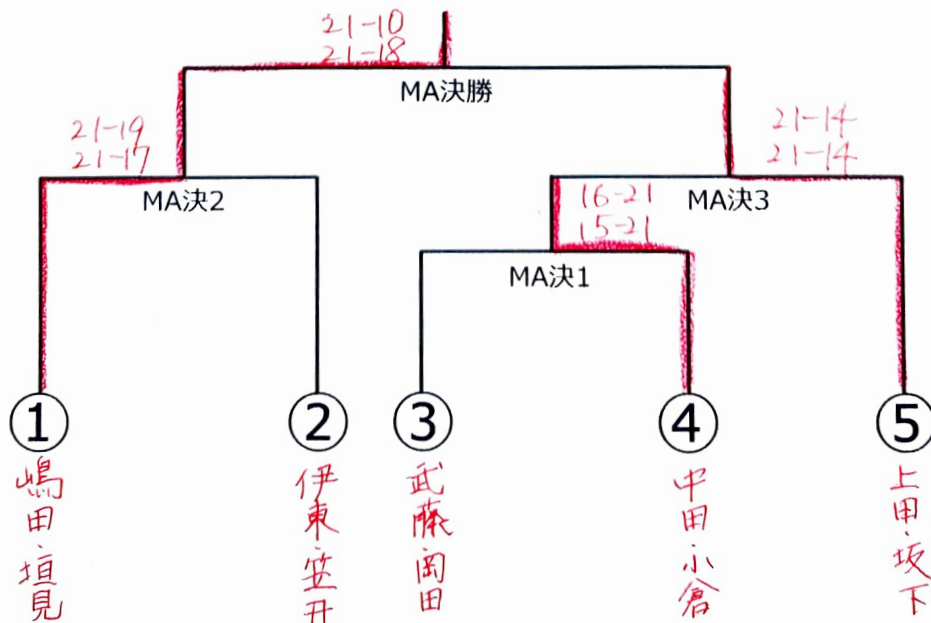 21-10
21-18
MA決勝
21-19
21-17
21-14
21-14
MA決2
16-21
15-21
MA決3
MA決1
①
②
③
④
⑤
嶋田・垣見
伊東・笠井
武藤・岡田
中田・小倉
上田・坂下